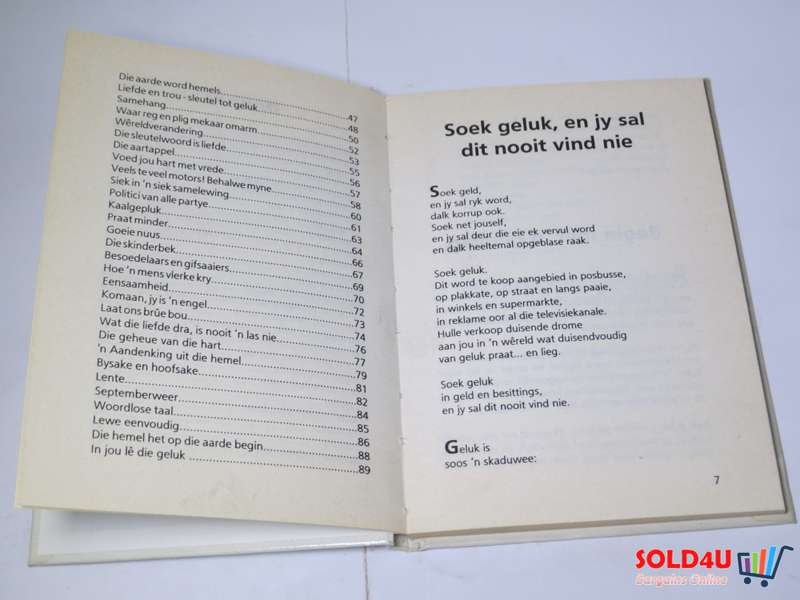 Die aarde word hemels....................47
Liefde en trou - sleutel tot geluk....................48
Samehang....................50
Waar reg en plig mekaar omarm....................52
Wêreldverandering....................53
Die sleutelwoord is liefde....................55
Die aartappel....................56
Voed jou hart met vrede....................57
Veels te veel motors! Behalwe myne....................58
Siek in 'n siek samelewing....................60
Politici van alle partye....................61
Kaalgepluk....................63
Praat minder....................64
Goeie nuus....................66
Die skinderbek....................67
Besoedelaars en gifsaaiers....................69
Hoe 'n mens vlerke kry....................70
Eensaamheid....................72
Komaan, jy is 'n engel....................73
Laat ons brûe bou....................74
Wat die liefde dra, is nooit 'n las nie....................76
Die geheue van die hart....................77
'n Aandenking uit die hemel....................79
Bysake en hoofsake....................81
Lente....................82
Septemberweer....................84
Woordlose taal....................85
Lewe eenvoudig....................86
Die hemel het op die aarde begin....................88
In jou lê die geluk ....................89
Soek geluk, en jy sal
dit nooit vind nie
Soek geld,
en jy sal ryk word,
dalk korrup ook.
Soek net jouself,
en jy sal deur die eie ek vervul word
en dalk heeltemal opgeblase raak.
Soek geluk.
Dit word te koop aangebied in posbusse,
op plakkate, op straat en langs paaie,
in winkels en supermarkte,
in reklame oor al die televisiekanale.
Hulle verkoop duisende drome
aan jou in 'n wêreld wat duisendvoudig
van geluk praat... en lieg.
Soek geluk
in geld en besittings,
en jy sal dit nooit vind nie.
Geluk is
soos 'n skaduwee:
7
SOLD4U
Bargains Online